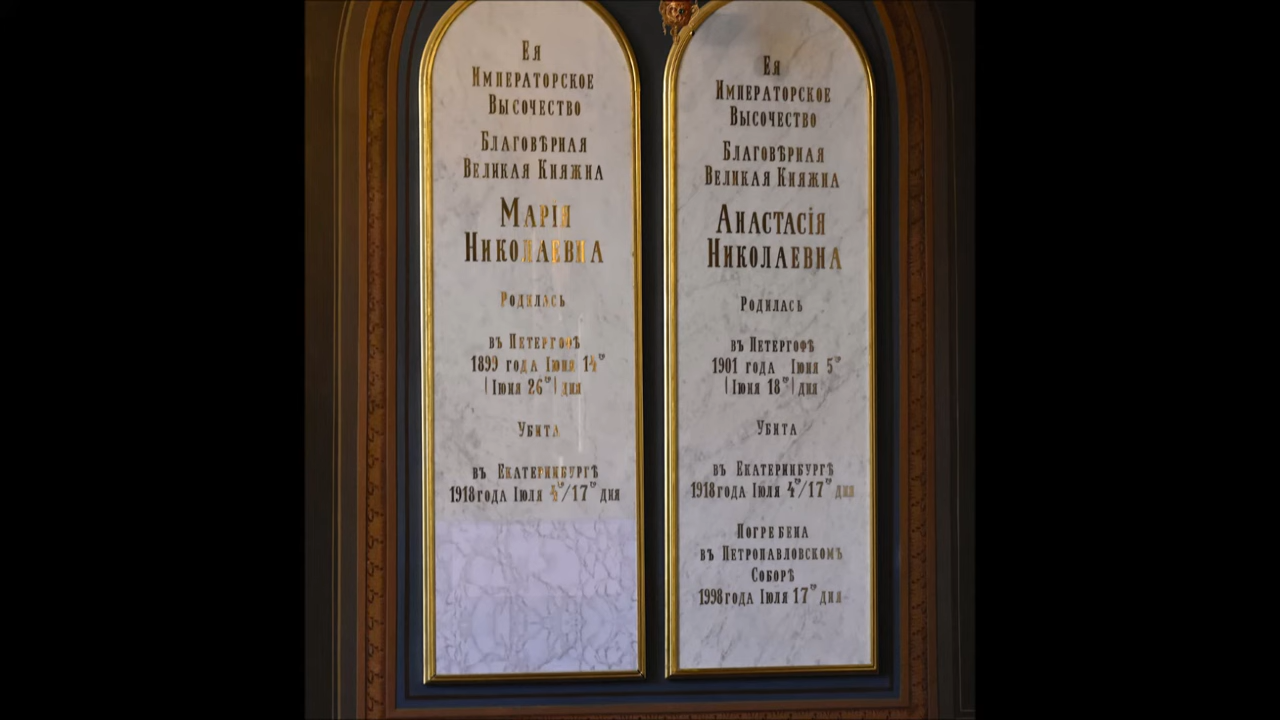 Ея
Императорское
Высочество
Благовѣрная
Великая Княжна
Марія
Николаевна
Родилась
въ Петергофѣ
1899 года Іюня 14го
(Іюня 26го) дня
Убита
въ Екатеринбургѣ
1918 года Іюля 4го/17го дня
Ея
Императорское
Высочество
Благовѣрная
Великая Княжна
Анастасія
Николаевна
Родилась
въ Петергофѣ
1901 года Іюня 5го
(Іюня 18го) дня
Убита
въ Екатеринбургѣ
1918 года Іюля 4го/17го дня
Погребена
въ Петропавловскомъ
Соборѣ
1998 года Іюля 17го дня